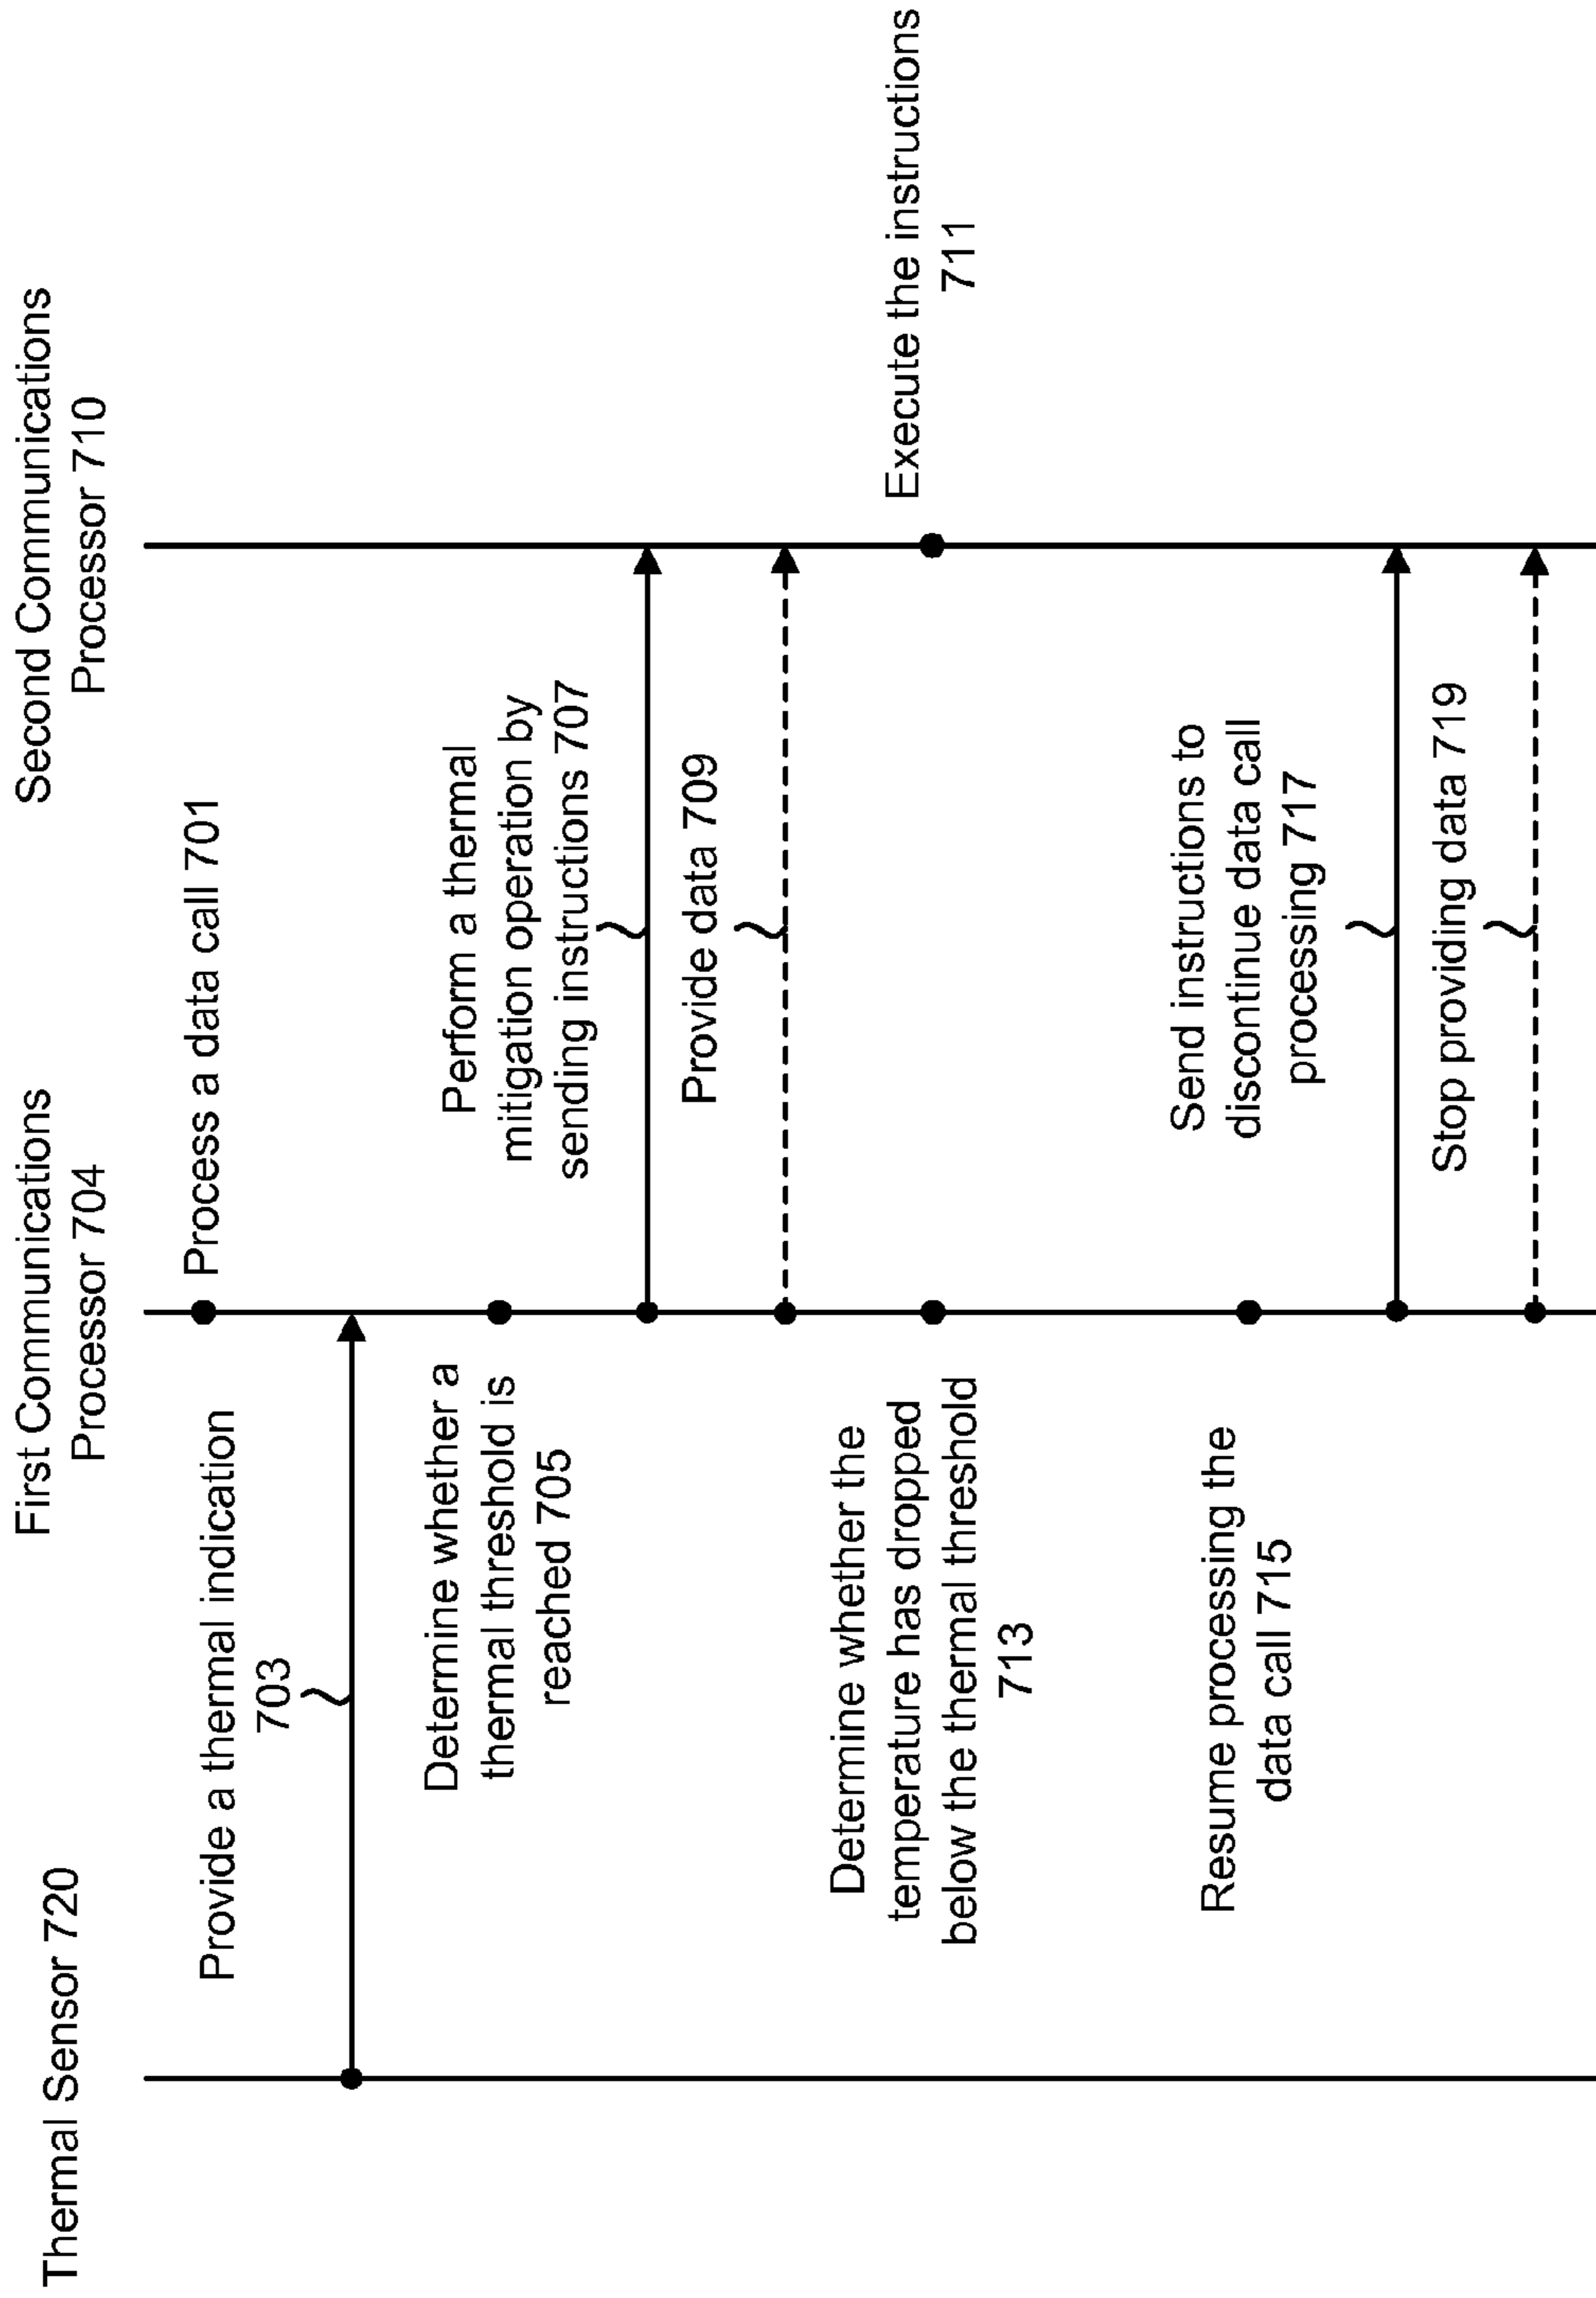 Thermal Sensor 720
First Communications
Processor 704
Second Communications
Processor 710
Process a data call 701
Provide a thermal indication
703
Determine whether a
thermal threshold is
reached 705
Perform a thermal
mitigation operation by
sending instructions 707
Provide data 709
Execute the instructions
711
Determine whether the
temperature has dropped
below the thermal threshold
713
Resume processing the
data call 715
Send instructions to
discontinue data call
processing 717
Stop providing data 719